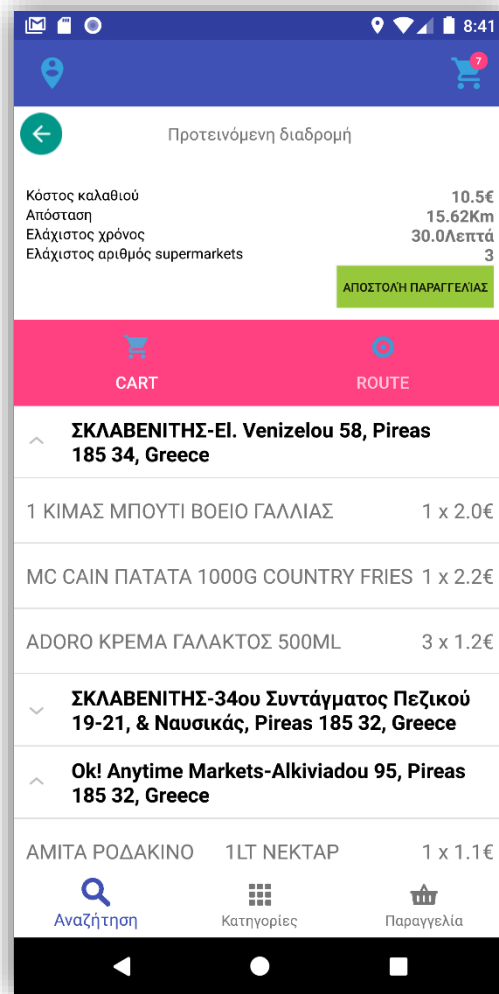 8:41
7
Προτεινόμενη διαδρομή
Κόστος καλαθιού 10.5€
Απόσταση 15.62Km
Ελάχιστος χρόνος 30.0Λεπτά
Ελάχιστος αριθμός supermarkets 3
ΑΠΟΣΤΟΛΉ ΠΑΡΑΓΓΕΛΊΑΣ
CART ROUTE
ΣΚΛΑΒΕΝΙΤΗΣ-El. Venizelou 58, Pireas
185 34, Greece
1 ΚΙΜΑΣ ΜΠΟΥΤΙ ΒΟΕΙΟ ΓΑΛΛΙΑΣ 1 x 2.0€
MC CAIN ΠΑΤΑΤΑ 1000G COUNTRY FRIES 1 x 2.2€
ADORO ΚΡΕΜΑ ΓΑΛΑΚΤΟΣ 500ML 3 x 1.2€
ΣΚΛΑΒΕΝΙΤΗΣ-34ου Συντάγματος Πεζικού
19-21, & Ναυσικάς, Pireas 185 32, Greece
Ok! Anytime Markets-Alkiviadou 95, Pireas
185 32, Greece
ΑΜΙΤΑ ΡΟΔΑΚΙΝΟ 1LT ΝΕΚΤΑΡ 1 x 1.1€
Αναζήτηση Κατηγορίες Παραγγελία